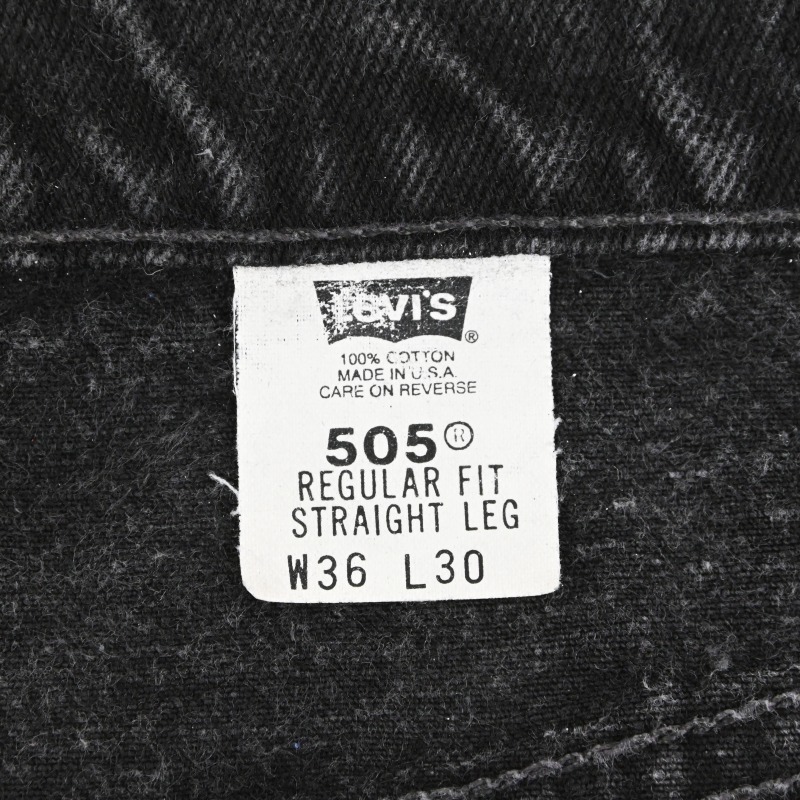 LEVI'S®
100% COTTON
MADE IN U.S.A.
CARE ON REVERSE
505®
REGULAR FIT
STRAIGHT LEG
W36 L30